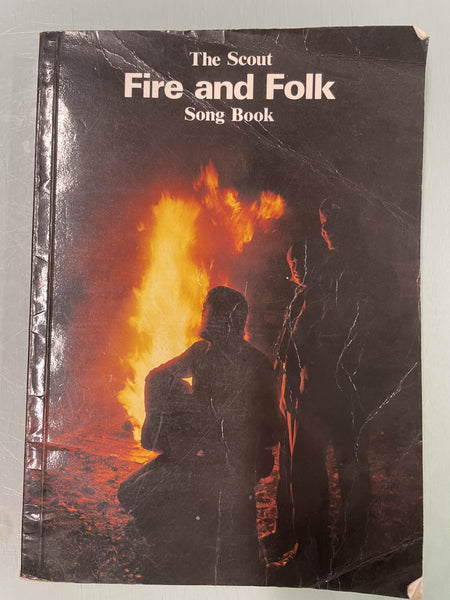 The Scout
Fire and Folk
Song Book